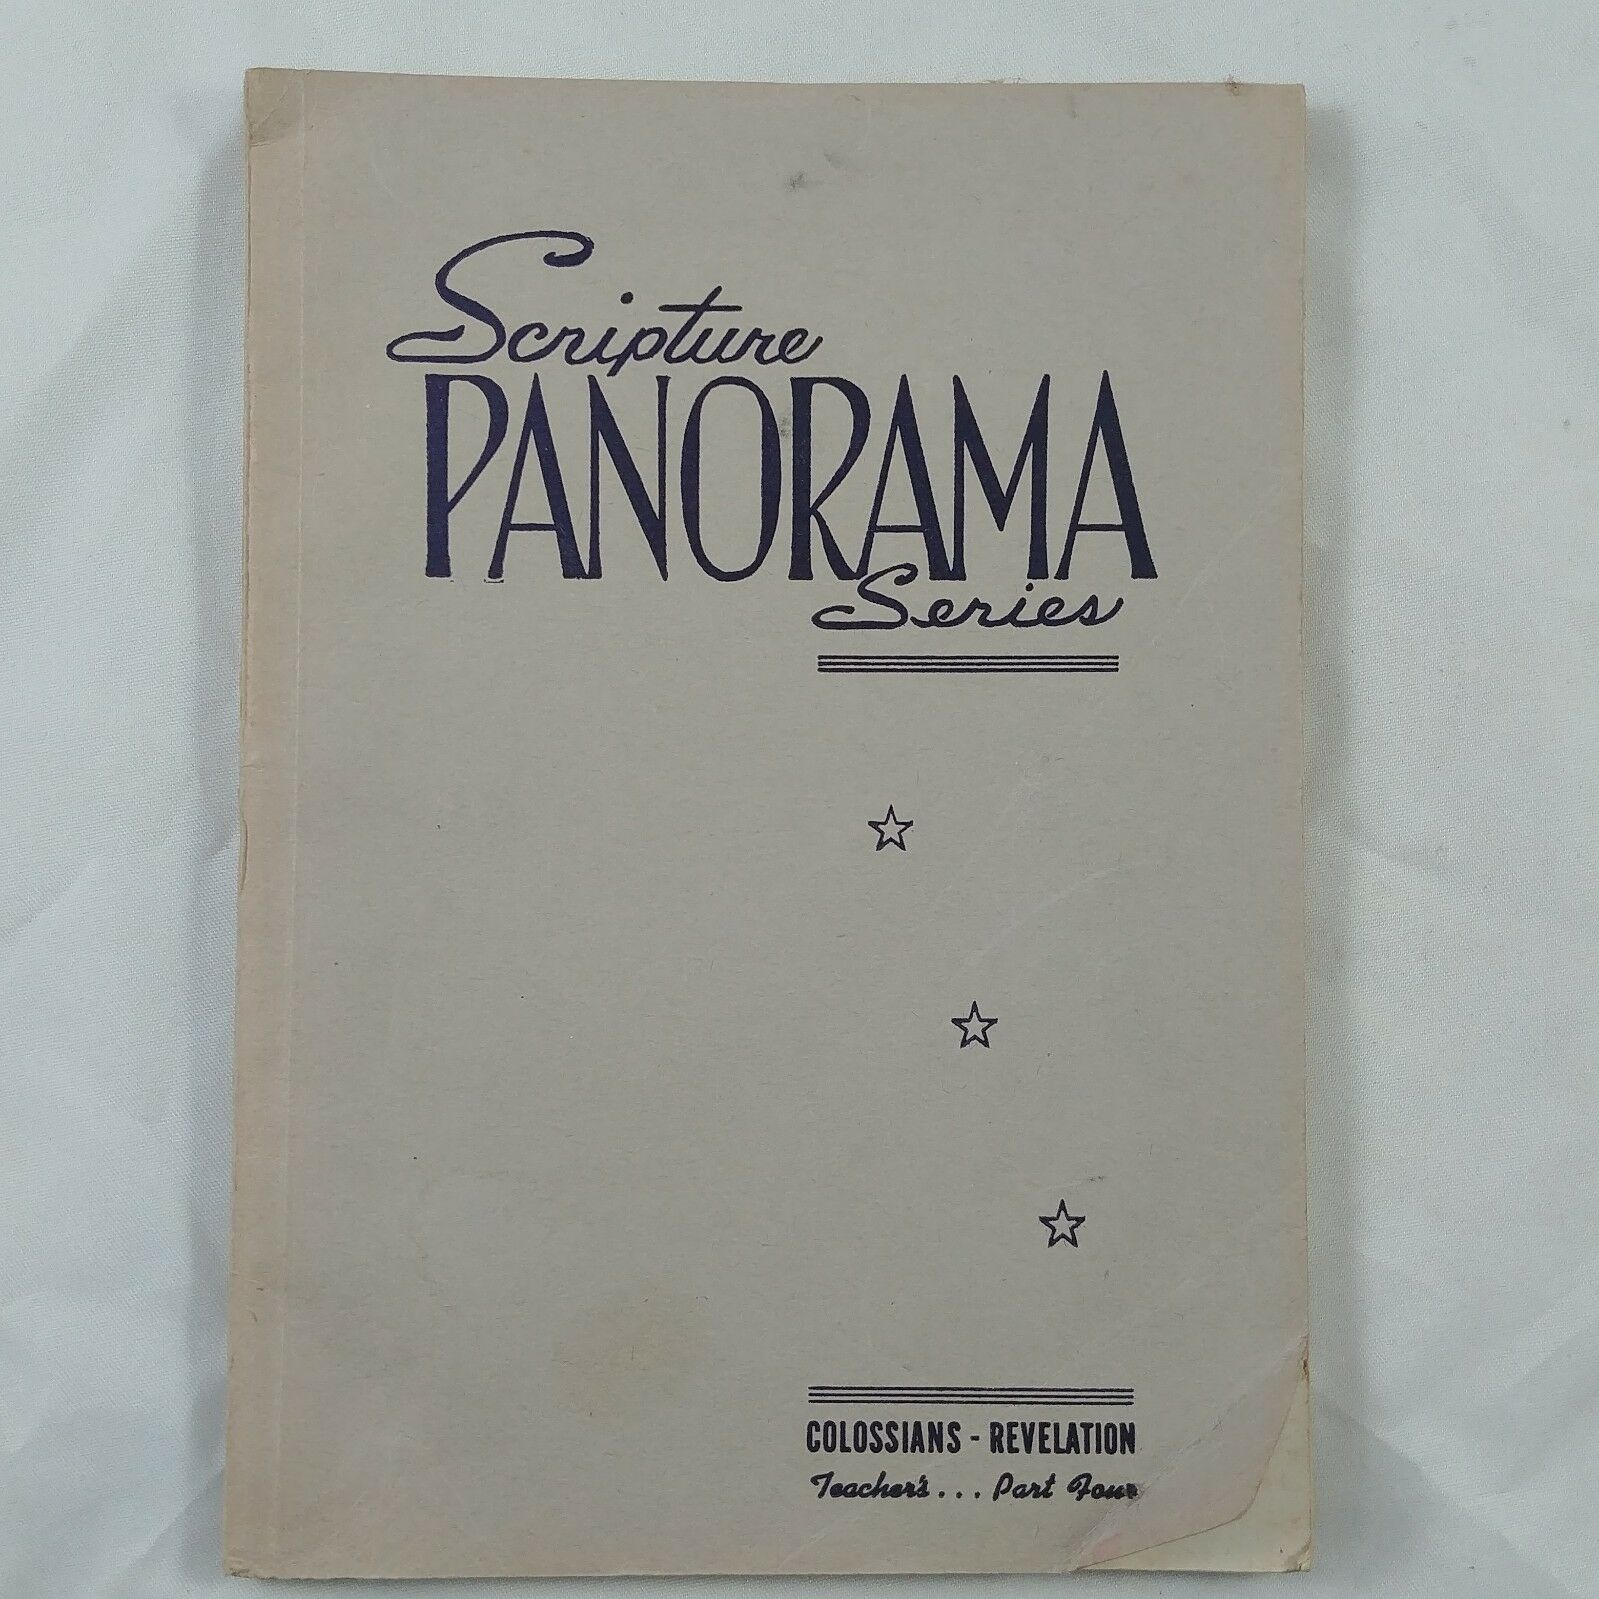 Scripture
PANORAMA
Series
COLOSSIANS - REVELATION
Teacher's... Part Four